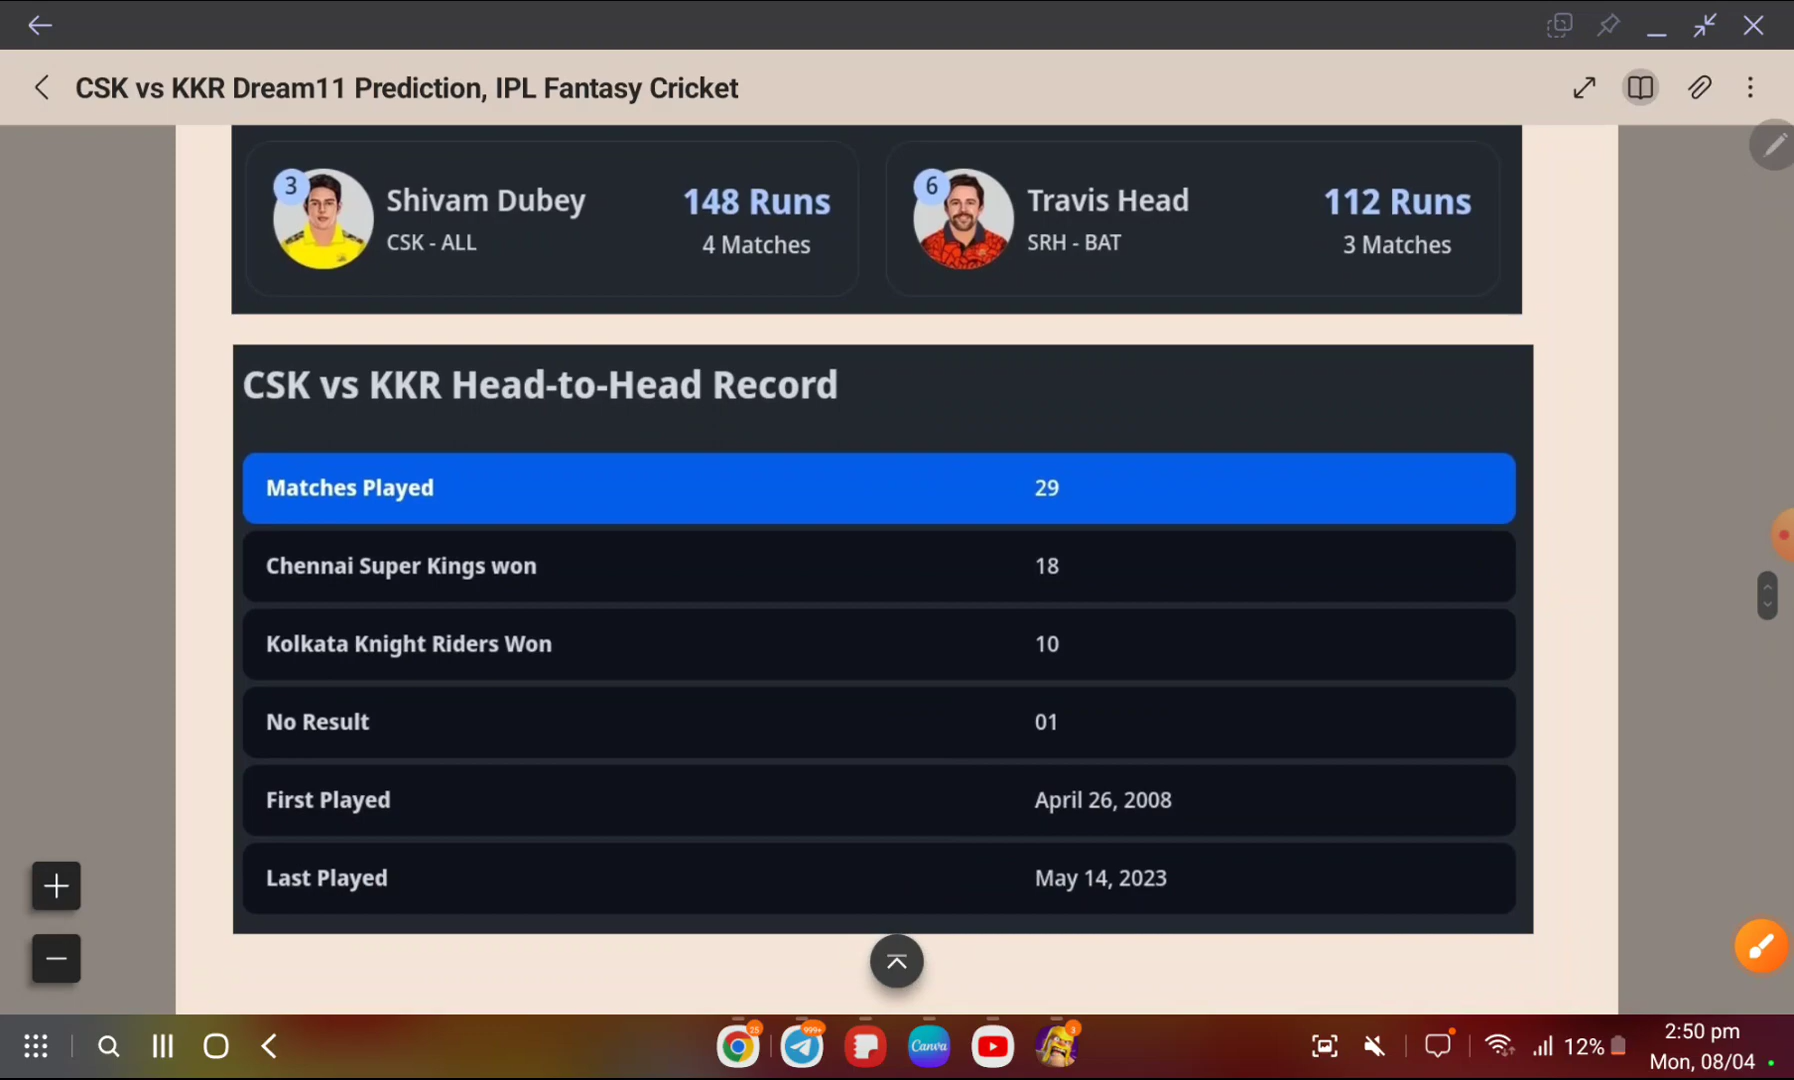 CSK vs KKR Dream11 Prediction, IPL Fantasy Cricket
3
Shivam Dubey
148 Runs
CSK - ALL
4 Matches
6
Travis Head
112 Runs
SRH - BAT
3 Matches
CSK vs KKR Head-to-Head Record
Matches Played 29
Chennai Super Kings won 18
Kolkata Knight Riders Won 10
No Result 01
First Played April 26, 2008
Last Played May 14, 2023
25
999+
Canva
3
12%
2:50 pm
Mon, 08/04